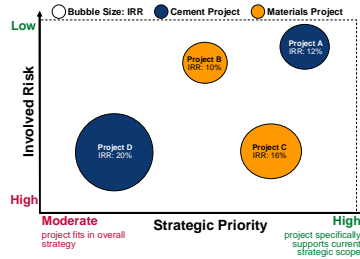 Bubble Size: IRR Cement Project Materials Project
Low
Project A
IRR: 12%
Project B
IRR: 10%
Involved Risk
Project D
IRR: 20%
Project C
IRR: 16%
High
Moderate
project fits in overall
strategy
Strategic Priority
High
project specifically
supports current
strategic scope